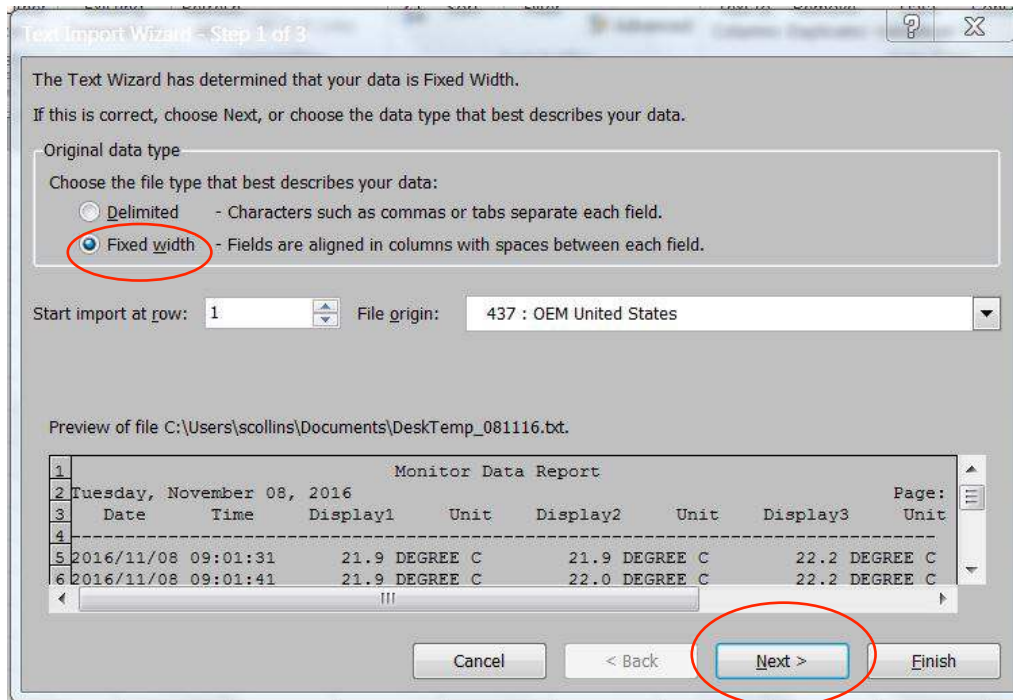 Text Import Wizard - Step 1 of 3
The Text Wizard has determined that your data is Fixed Width.
If this is correct, choose Next, or choose the data type that best describes your data.
Original data type
Choose the file type that best describes your data:
Delimited - Characters such as commas or tabs separate each field.
Fixed width - Fields are aligned in columns with spaces between each field.
Start import at row: 1 File origin: 437 : OEM United States
Preview of file C:\Users\scollins\Documents\DeskTemp_081116.txt.
1 Monitor Data Report
2 Tuesday, November 08, 2016 Page:
3 Date Time Display1 Unit Display2 Unit Display3 Unit
4 --------------------------------------------------------------------------------
5 2016/11/08 09:01:31 21.9 DEGREE C 21.9 DEGREE C 22.2 DEGREE C
6 2016/11/08 09:01:41 21.9 DEGREE C 22.0 DEGREE C 22.2 DEGREE C
Cancel < Back Next > Finish